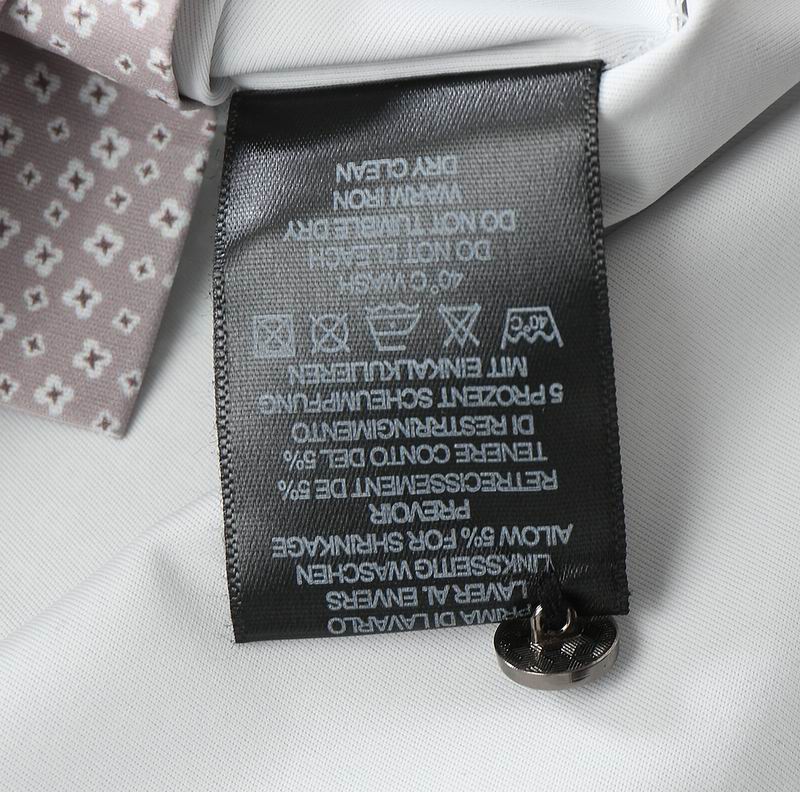 PRIMA DI LAVARLO
LAVER AL ENVERS
LINKSSEITIG WASCHEN
ALLOW 5% FOR SHRINKAGE
PREVOIR
RETRECISSEMENT DE 5%
TENERE CONTO DEL 5%
DI RESTRRINGIMENTO
5 PROZENT SCHEUMPFUNG
MIT EINKALKULIEREN
40°C
40°C WASH
DO NOT BLEACH
DO NOT TUMBLE DRY
WARM IRON
DRY CLEAN